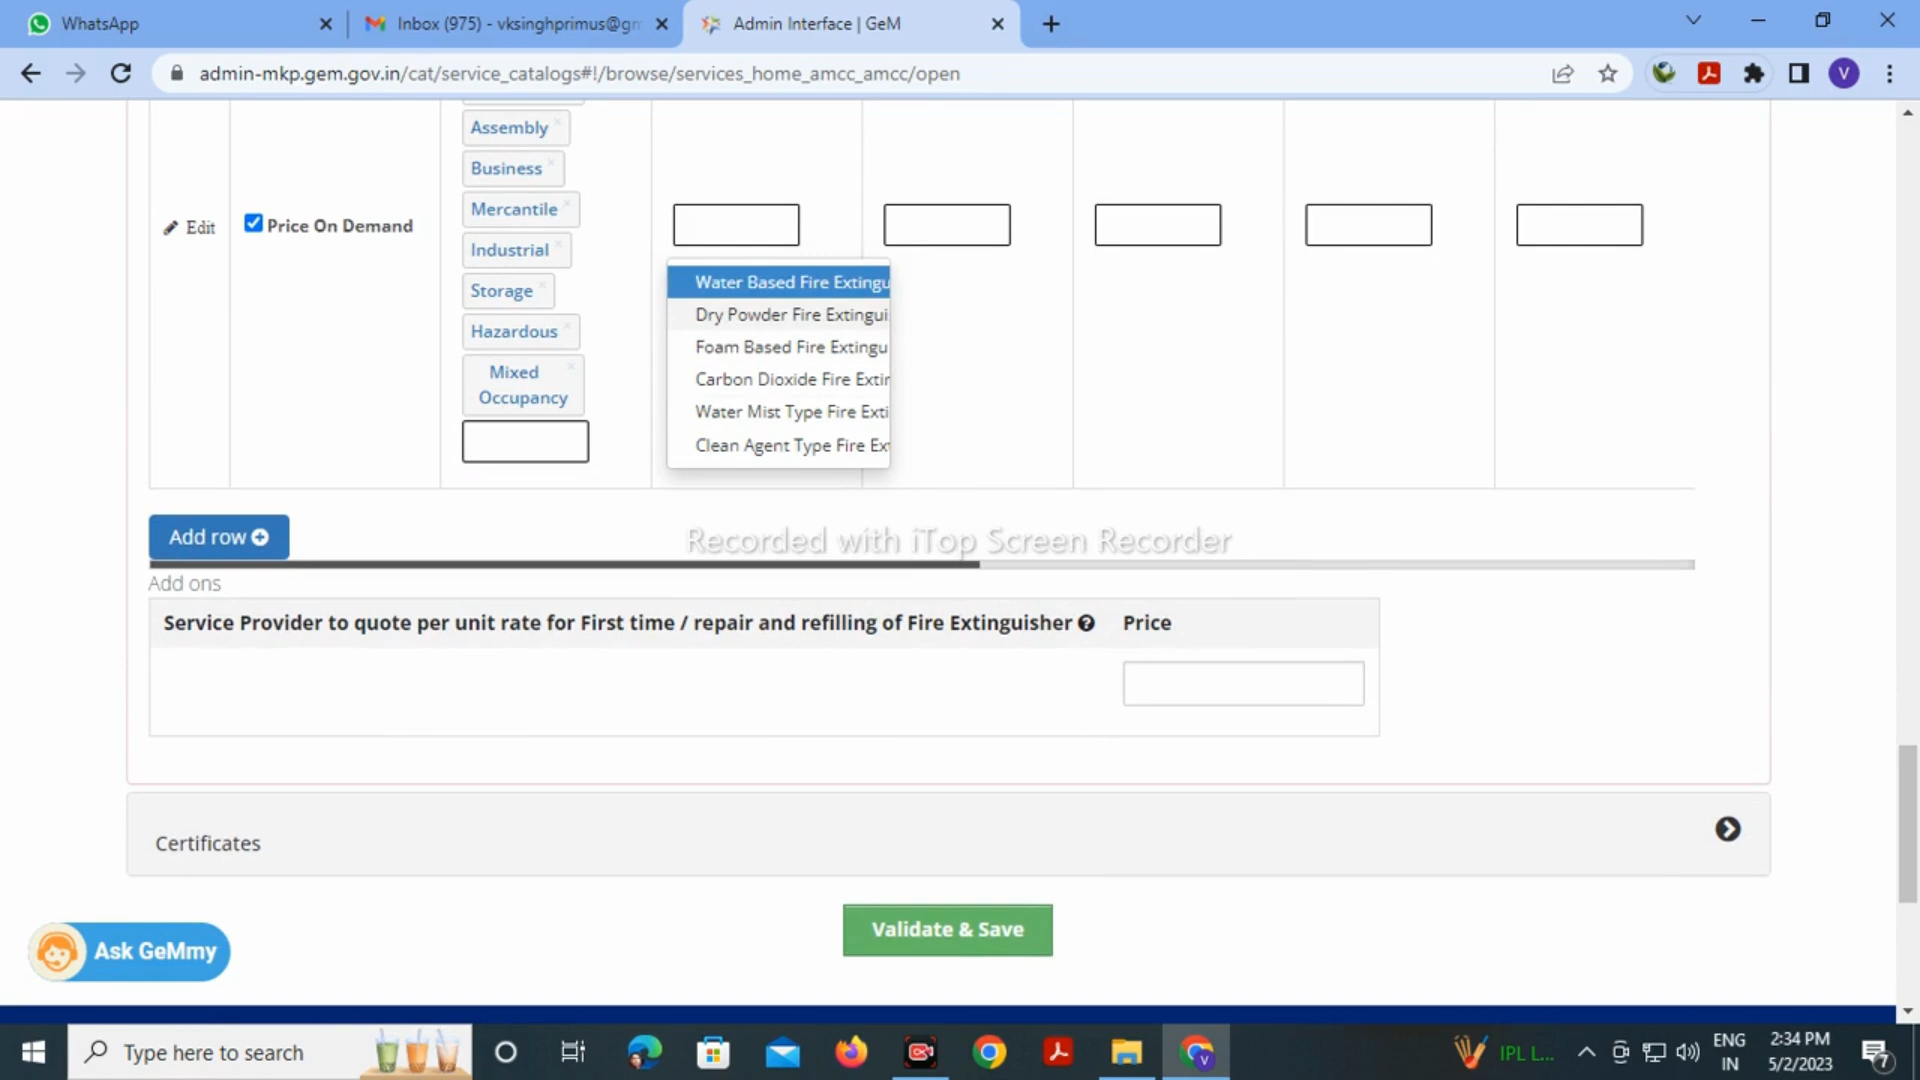 WhatsApp
Inbox (975) - vksinghprimus@gm
Admin Interface | GeM
admin-mkp.gem.gov.in/cat/service_catalogs#!/browse/services_home_amcc_amcc/open
V
Assembly ×
Business ×
Mercantile ×
Edit
Price On Demand
Industrial ×
Storage ×
Hazardous ×
Mixed ×
Occupancy
Water Based Fire Extingu
Dry Powder Fire Extingui
Foam Based Fire Extingu
Carbon Dioxide Fire Extin
Water Mist Type Fire Exti
Clean Agent Type Fire Ex
Add row
Recorded with iTop Screen Recorder
Add ons
Service Provider to quote per unit rate for First time / repair and refilling of Fire Extinguisher ? Price
Certificates
Validate & Save
Ask GeMmy
Type here to search
V
IPL L...
ENG
IN
2:34 PM
5/2/2023
7